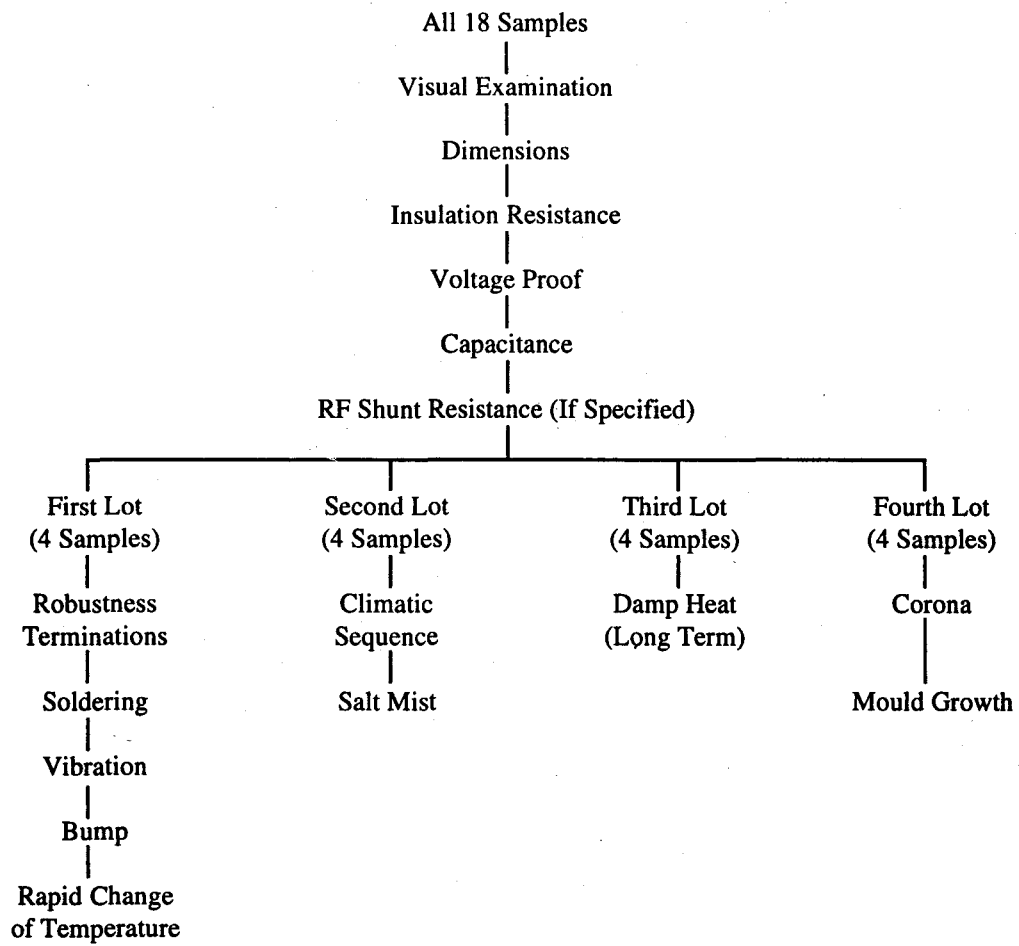 All 18 Samples
Visual Examination
Dimensions
Insulation Resistance
Voltage Proof
Capacitance
RF Shunt Resistance (If Specified)
First Lot
(4 Samples)
Robustness
Terminations
Soldering
Vibration
Bump
Rapid Change
of Temperature
Second Lot
(4 Samples)
Climatic
Sequence
Salt Mist
Third Lot
(4 Samples)
Damp Heat
(Long Term)
Fourth Lot
(4 Samples)
Corona
Mould Growth